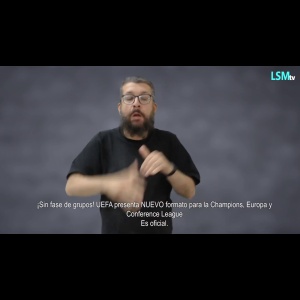 LSMtv
¡Sin fase de grupos! UEFA presenta NUEVO formato para la Champions, Europa y
Conference League
Es oficial.